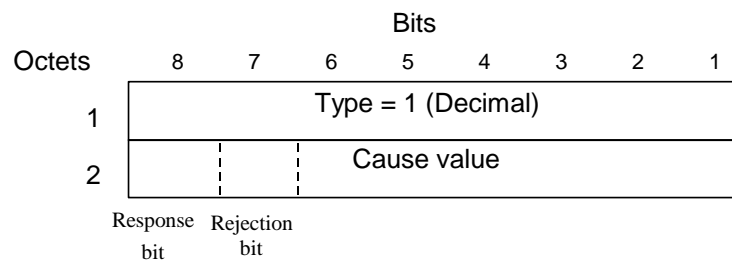 Bits
Octets 8 7 6 5 4 3 2 1
1 Type = 1 (Decimal)
2 Cause value
Response Rejection
bit bit